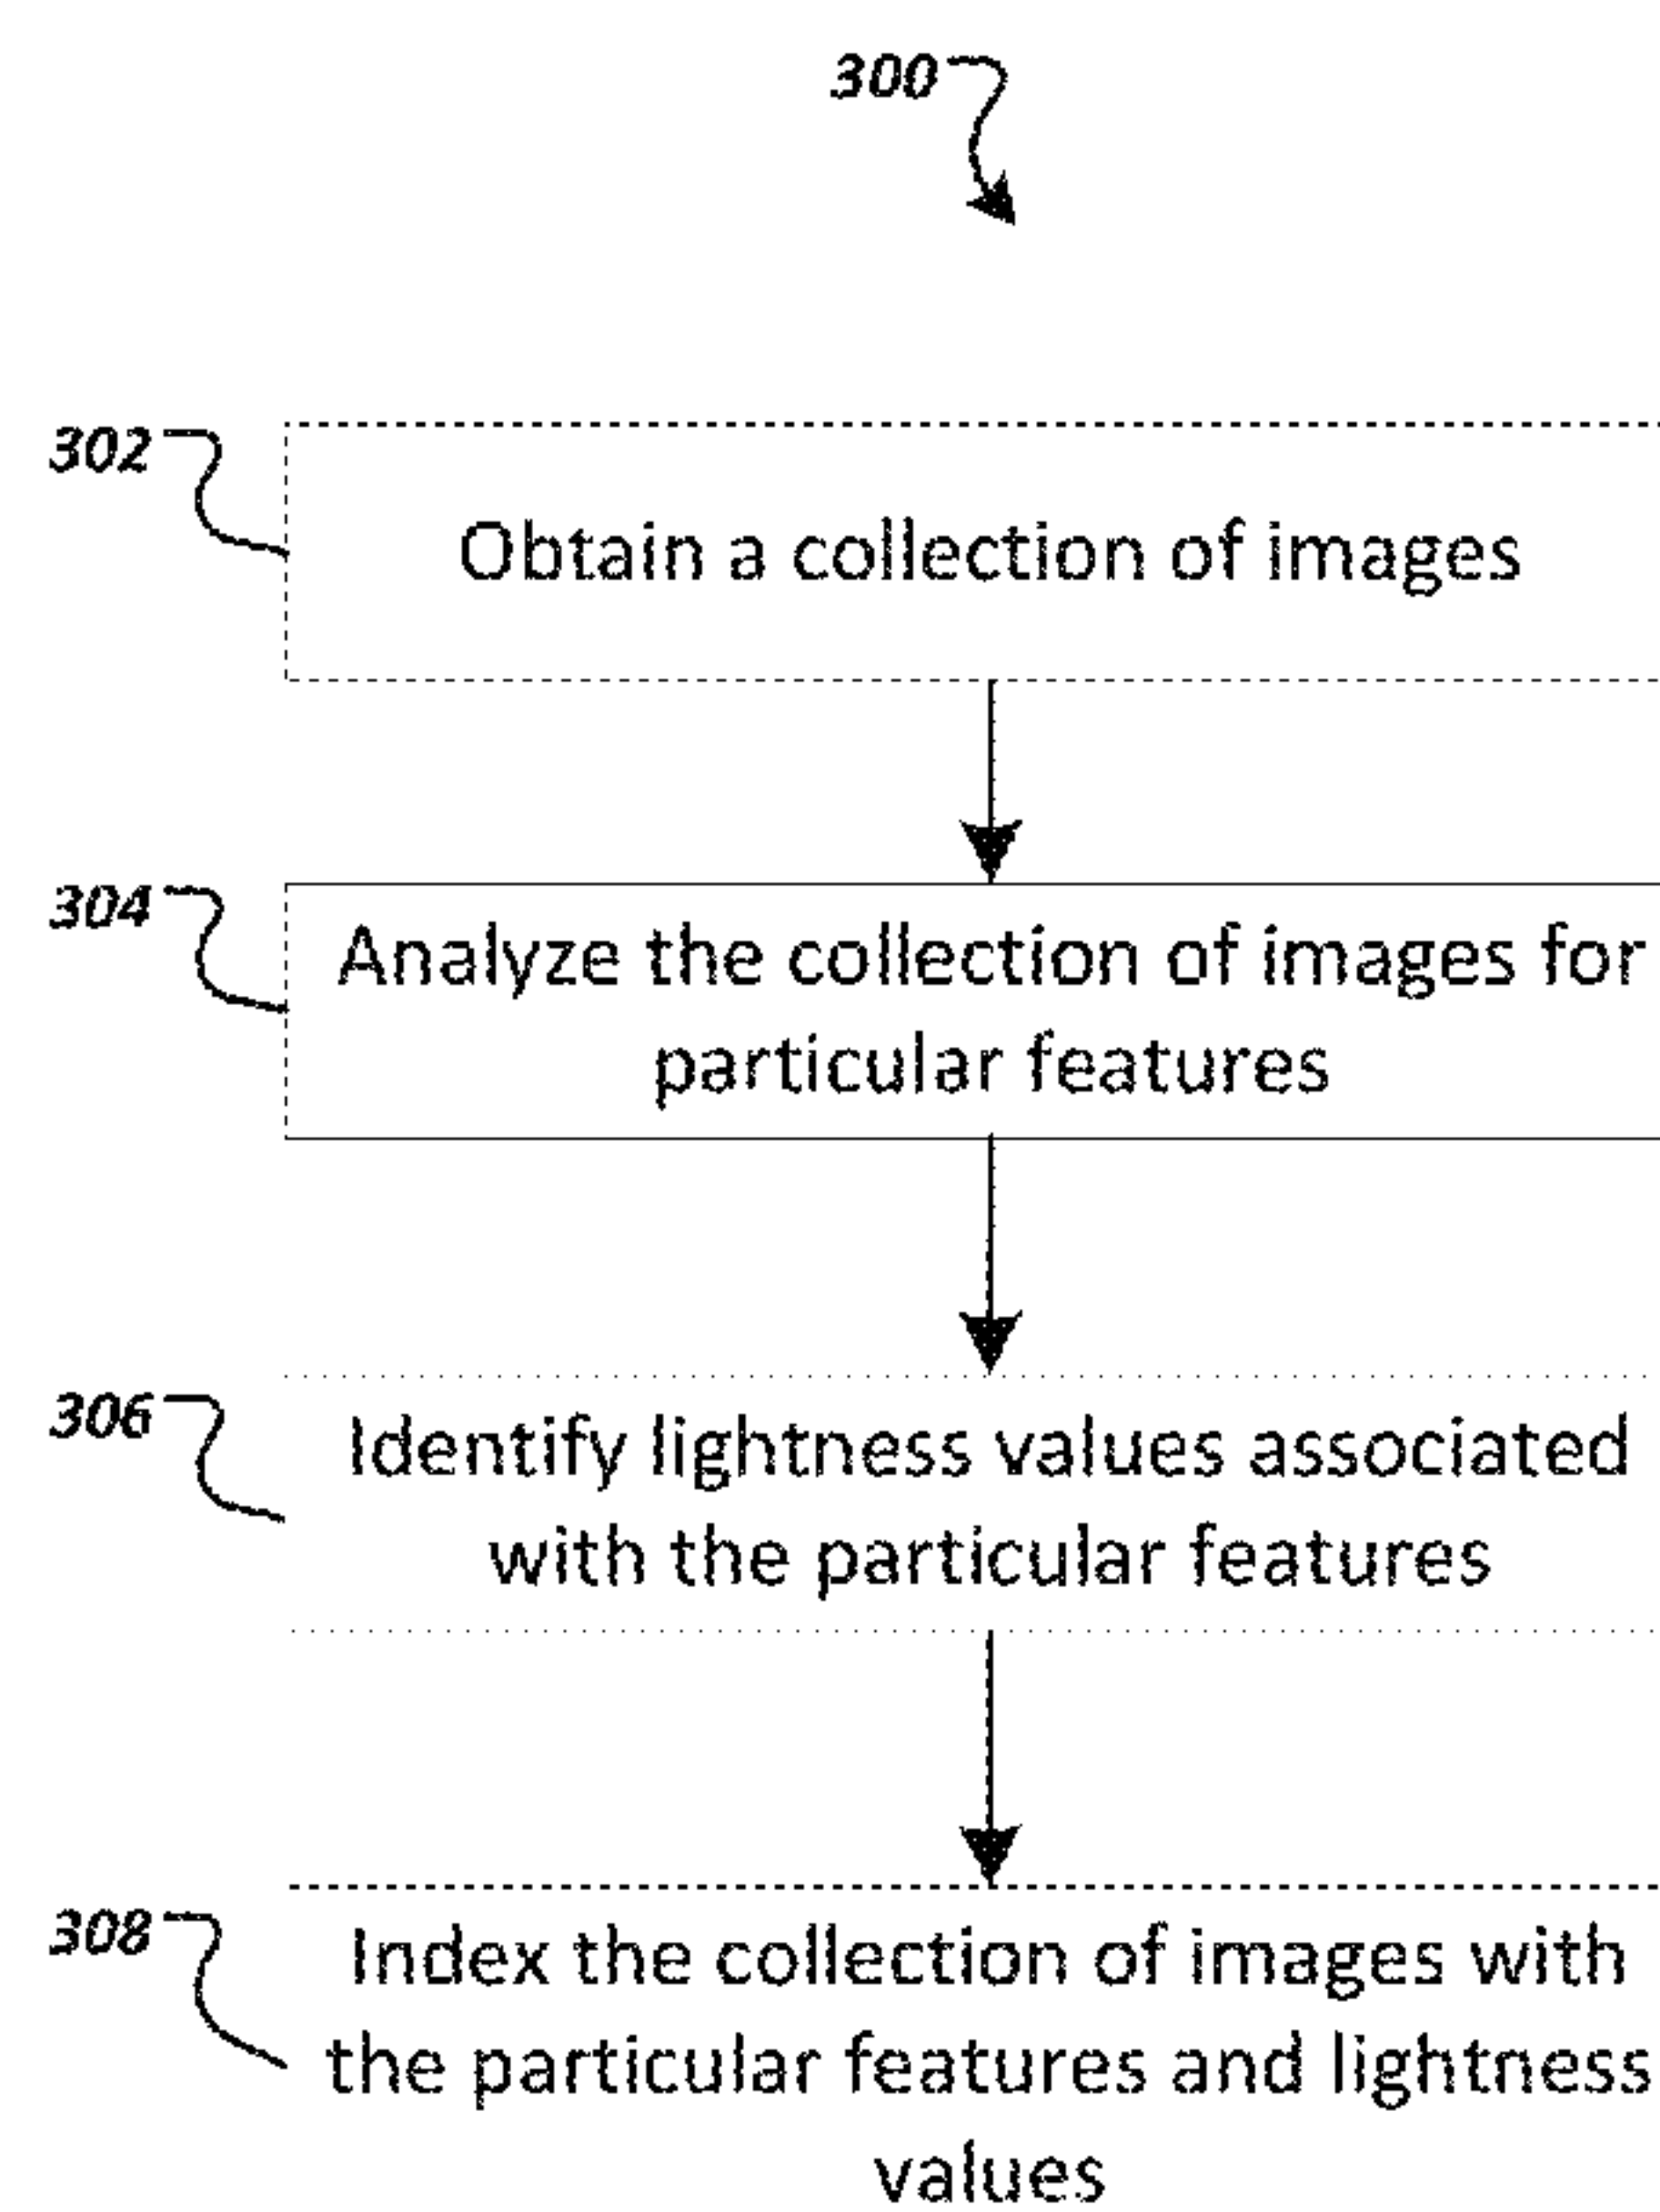 300
302
Obtain a collection of images
304
Analyze the collection of images for
particular features
306
Identify lightness values associated
with the particular features
308
Index the collection of images with
the particular features and lightness
values